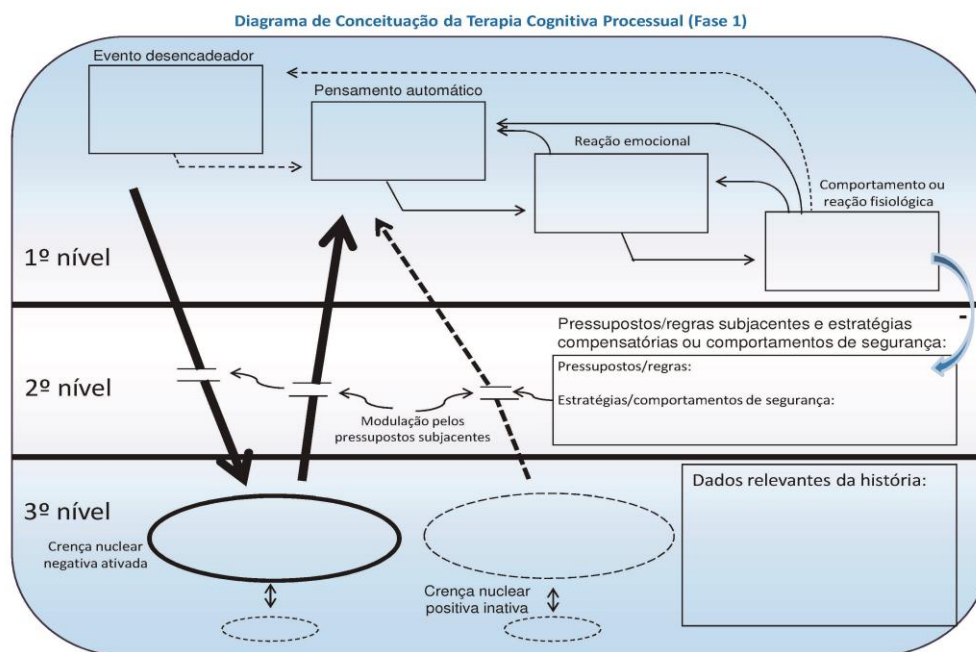 Diagrama de Conceituação da Terapia Cognitiva Processual (Fase 1)
Evento desencadeador
Pensamento automático
Reação emocional
Comportamento ou
reação fisiológica
1º nível
Pressupostos/regras subjacentes e estratégias
compensatórias ou comportamentos de segurança:
Pressupostos/regras:
Estratégias/comportamentos de segurança:
2º nível
Modulação pelos
pressupostos subjacentes
3º nível
Crença nuclear
negativa ativada
Crença nuclear
positiva inativa
Dados relevantes da história: